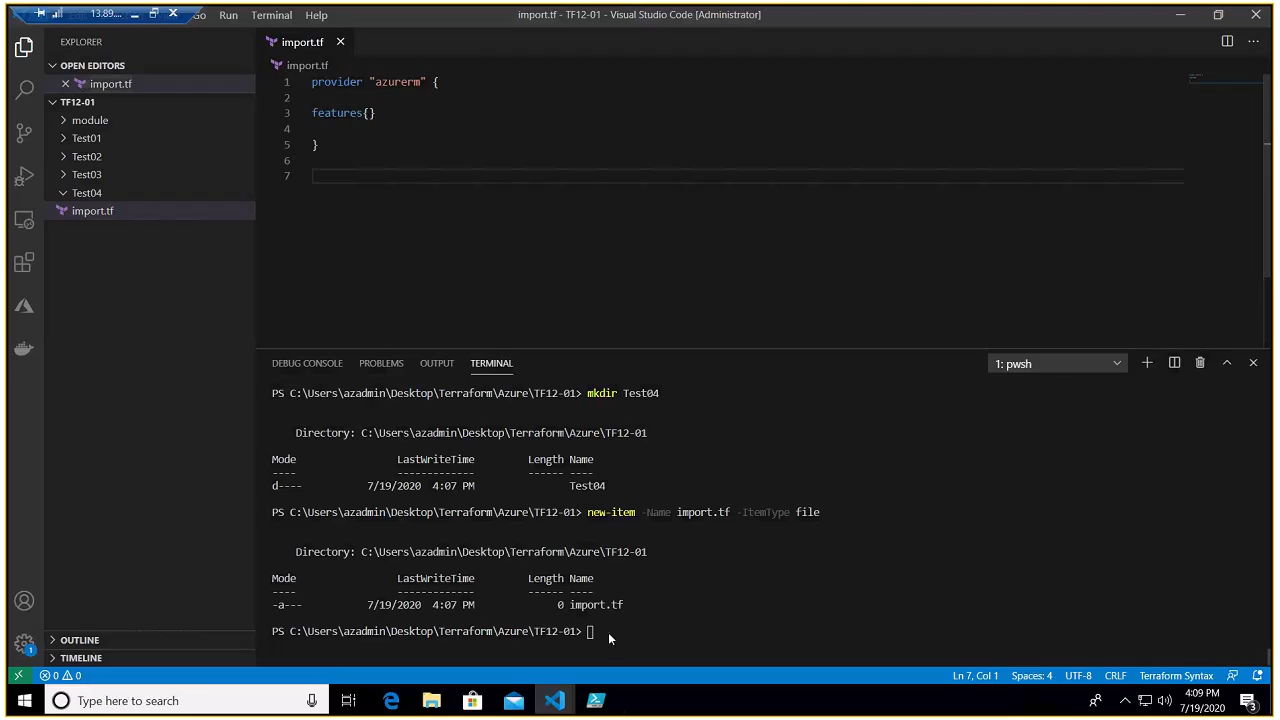 13.89...
Go Run Terminal Help
import.tf - TF12-01 - Visual Studio Code [Administrator]
EXPLORER
OPEN EDITORS
import.tf
TF12-01
module
Test01
Test02
Test03
Test04
import.tf
OUTLINE
TIMELINE
import.tf
import.tf
1 provider "azurerm" {
2
3 features{}
4
5 }
6
7
DEBUG CONSOLE PROBLEMS OUTPUT TERMINAL
1: pwsh
PS C:\Users\azadmin\Desktop\Terraform\Azure\TF12-01> mkdir Test04
Directory: C:\Users\azadmin\Desktop\Terraform\Azure\TF12-01
Mode LastWriteTime Length Name
---- ------------- ------ ----
d---- 7/19/2020 4:07 PM Test04
PS C:\Users\azadmin\Desktop\Terraform\Azure\TF12-01> new-item -Name import.tf -ItemType file
Directory: C:\Users\azadmin\Desktop\Terraform\Azure\TF12-01
Mode LastWriteTime Length Name
---- ------------- ------ ----
-a--- 7/19/2020 4:07 PM 0 import.tf
PS C:\Users\azadmin\Desktop\Terraform\Azure\TF12-01>
1
0 0
Ln 7, Col 1 Spaces: 4 UTF-8 CRLF Terraform Syntax
Type here to search
4:09 PM
7/19/2020
3